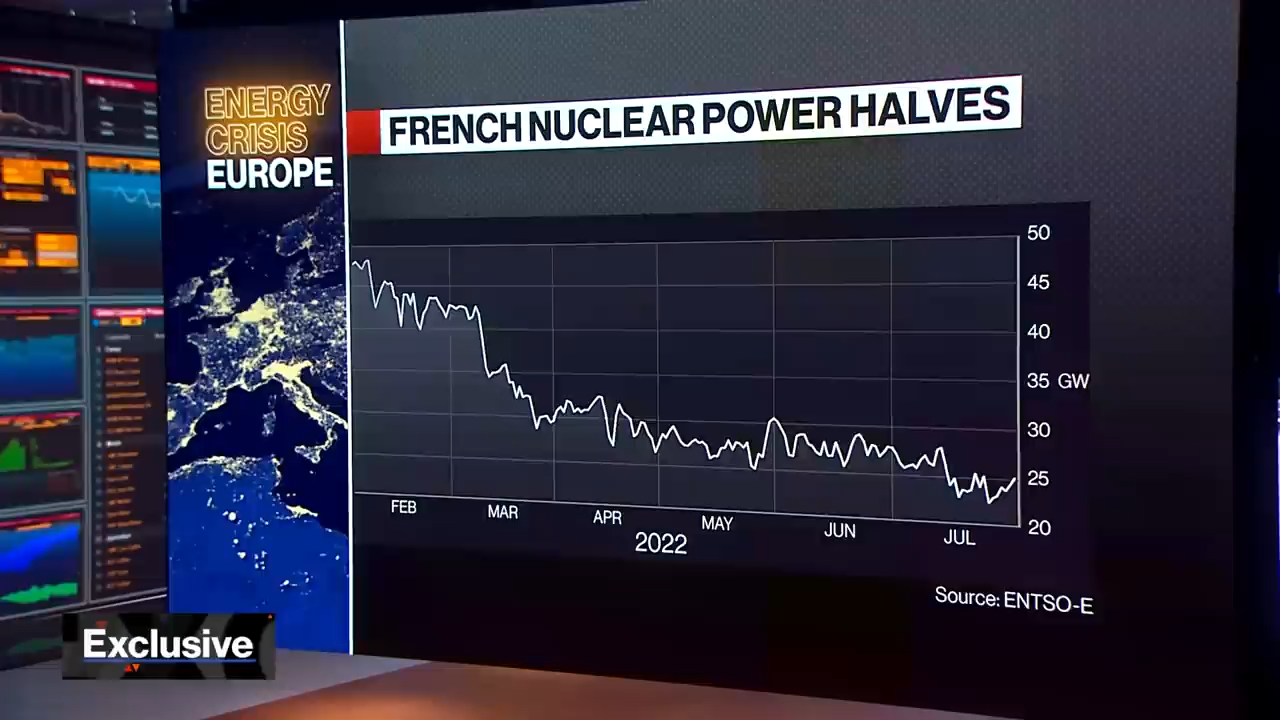 ENERGY
CRISIS
EUROPE
FRENCH NUCLEAR POWER HALVES
50
45
40
35 GW
30
25
20
FEB
MAR
APR
MAY
JUN
JUL
2022
Source: ENTSO-E
Exclusive